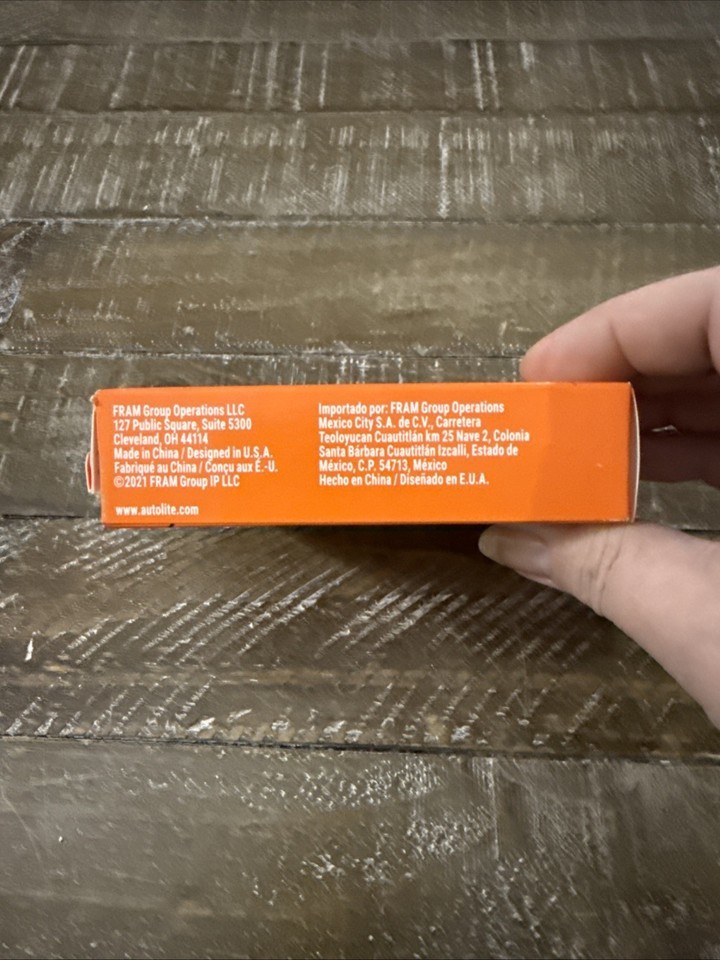 FRAM Group Operations LLC
127 Public Square, Suite 5300
Cleveland, OH 44114
Made in China / Designed in U.S.A.
Fabriqué au China / Conçu aux É.-U.
©2021 FRAM Group IP LLC
www.autolite.com
Importado por: FRAM Group Operations
Mexico City S.A. de C.V., Carretera
Teoloyucan Cuautitlán km 25 Nave 2, Colonia
Santa Bárbara Cuautitlán Izcalli, Estado de
México, C.P. 54713, México
Hecho en China / Diseñado en E.U.A.